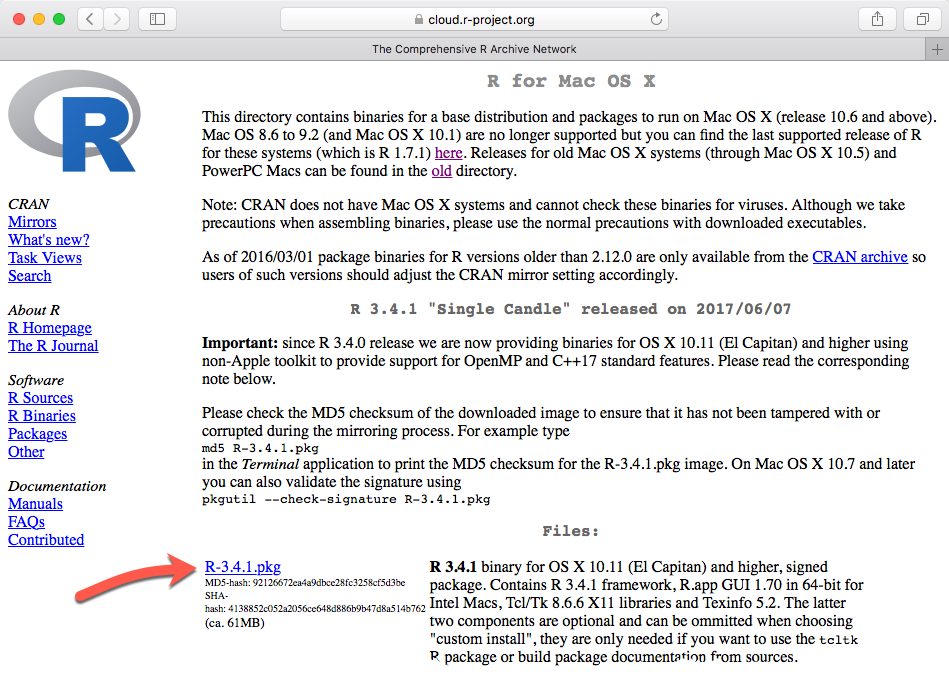 cloud.r-project.org
The Comprehensive R Archive Network
R
CRAN
Mirrors
What's new?
Task Views
Search
About R
R Homepage
The R Journal
Software
R Sources
R Binaries
Packages
Other
Documentation
Manuals
FAQs
Contributed
R for Mac OS X
This directory contains binaries for a base distribution and packages to run on Mac OS X (release 10.6 and above).
Mac OS 8.6 to 9.2 (and Mac OS X 10.1) are no longer supported but you can find the last supported release of R
for these systems (which is R 1.7.1) here. Releases for old Mac OS X systems (through Mac OS X 10.5) and
PowerPC Macs can be found in the old directory.
Note: CRAN does not have Mac OS X systems and cannot check these binaries for viruses. Although we take
precautions when assembling binaries, please use the normal precautions with downloaded executables.
As of 2016/03/01 package binaries for R versions older than 2.12.0 are only available from the CRAN archive so
users of such versions should adjust the CRAN mirror setting accordingly.
R 3.4.1 "Single Candle" released on 2017/06/07
Important: since R 3.4.0 release we are now providing binaries for OS X 10.11 (El Capitan) and higher using
non-Apple toolkit to provide support for OpenMP and C++17 standard features. Please read the corresponding
note below.
Please check the MD5 checksum of the downloaded image to ensure that it has not been tampered with or
corrupted during the mirroring process. For example type
md5 R-3.4.1.pkg
in the Terminal application to print the MD5 checksum for the R-3.4.1.pkg image. On Mac OS X 10.7 and later
you can also validate the signature using
pkgutil --check-signature R-3.4.1.pkg
Files:
R-3.4.1.pkg
MD5-hash: 92126672ea4a9dbce28fc3258cf5d3be
SHA-
hash: 4138852c052a2056ce648d886b9b47d8a514b762
(ca. 61MB)
R 3.4.1 binary for OS X 10.11 (El Capitan) and higher, signed
package. Contains R 3.4.1 framework, R.app GUI 1.70 in 64-bit for
Intel Macs, Tcl/Tk 8.6.6 X11 libraries and Texinfo 5.2. The latter
two components are optional and can be ommitted when choosing
"custom install", they are only needed if you want to use the tcltk
R package or build package documentation from sources.